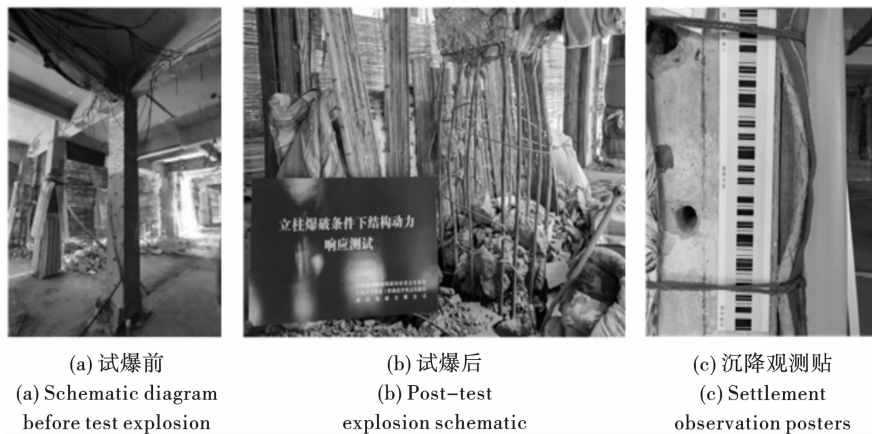 立柱爆破条件下结构动力
响应测试
(a) 试爆前
(a) Schematic diagram
before test explosion
(b) 试爆后
(b) Post-test
explosion schematic
(c) 沉降观测贴
(c) Settlement
observation posters